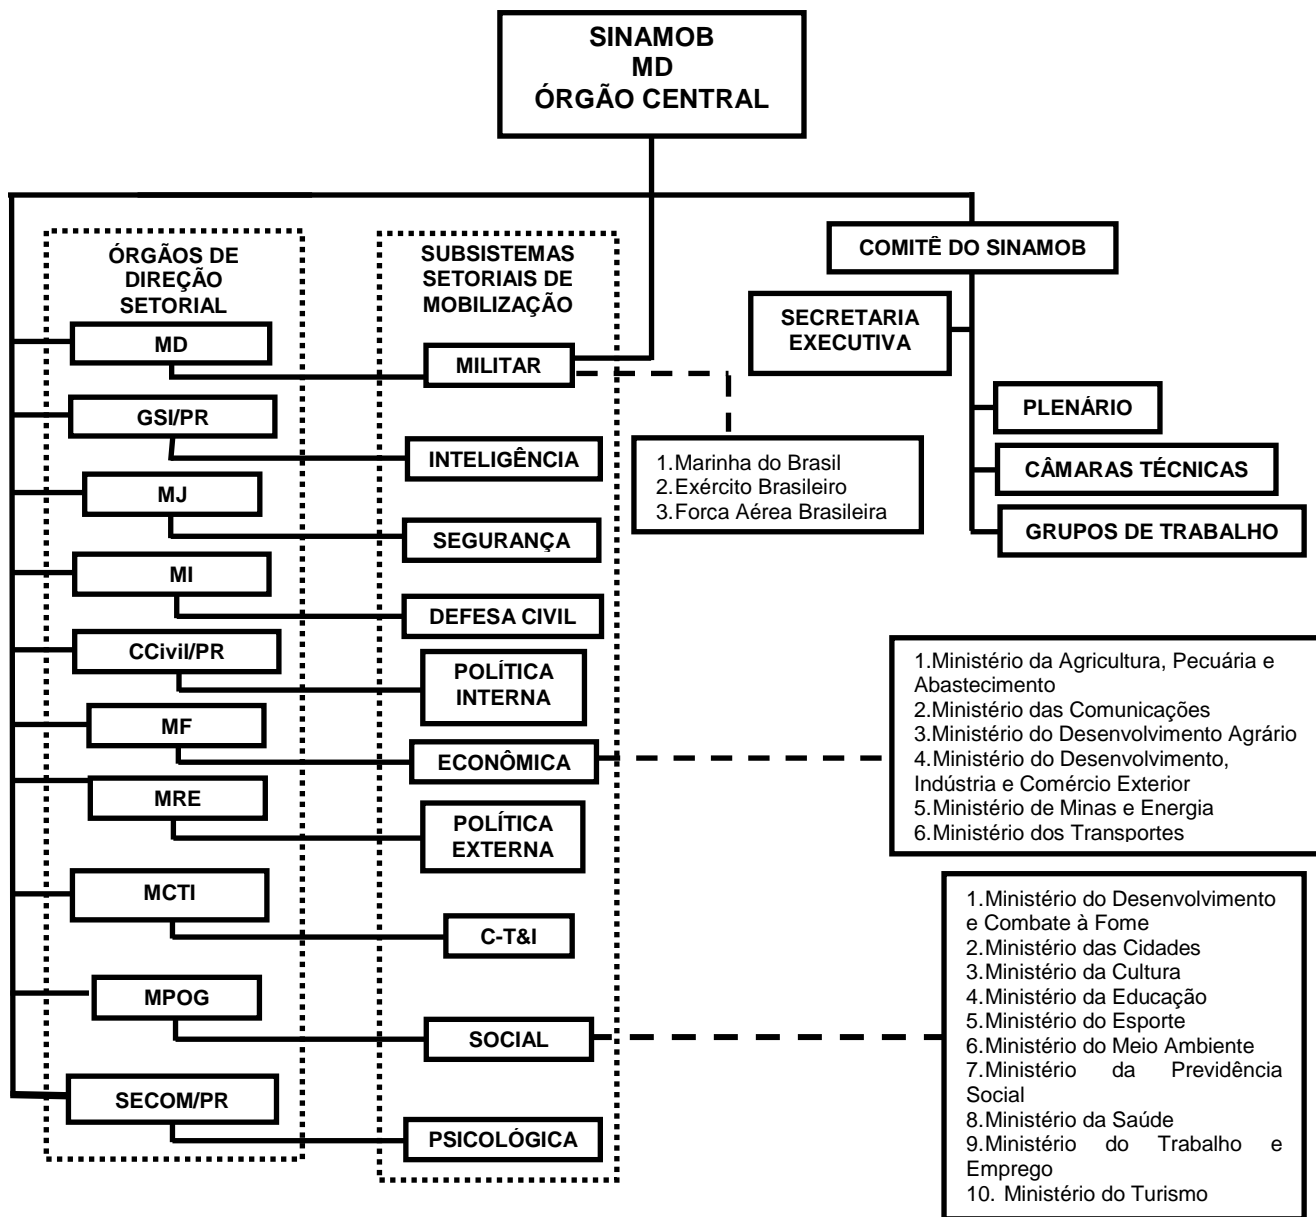 SINAMOB
MD
ÓRGÃO CENTRAL
ÓRGÃOS DE
DIREÇÃO
SETORIAL
MD
GSI/PR
MJ
MI
CCivil/PR
MF
MRE
MCTI
MPOG
SECOM/PR
SUBSISTEMAS
SETORIAIS DE
MOBILIZAÇÃO
MILITAR
INTELIGÊNCIA
SEGURANÇA
DEFESA CIVIL
POLÍTICA
INTERNA
ECONÔMICA
POLÍTICA
EXTERNA
C-T&I
SOCIAL
PSICOLÓGICA
COMITÊ DO SINAMOB
SECRETARIA
EXECUTIVA
PLENÁRIO
CÂMARAS TÉCNICAS
GRUPOS DE TRABALHO
1.Marinha do Brasil
2.Exército Brasileiro
3.Força Aérea Brasileira
1.Ministério da Agricultura, Pecuária e
Abastecimento
2.Ministério das Comunicações
3.Ministério do Desenvolvimento Agrário
4.Ministério do Desenvolvimento,
Indústria e Comércio Exterior
5.Ministério de Minas e Energia
6.Ministério dos Transportes
1.Ministério do Desenvolvimento
e Combate à Fome
2.Ministério das Cidades
3.Ministério da Cultura
4.Ministério da Educação
5.Ministério do Esporte
6.Ministério do Meio Ambiente
7.Ministério da Previdência
Social
8.Ministério da Saúde
9.Ministério do Trabalho e
Emprego
10. Ministério do Turismo